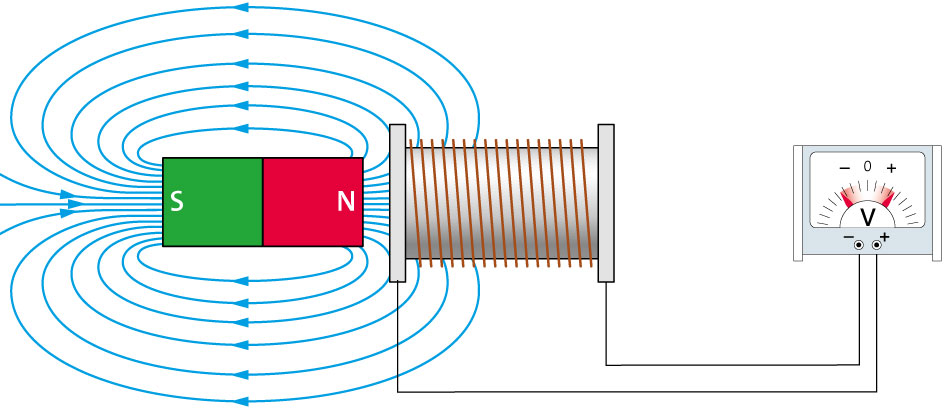 S N
− 0 +
V
− +